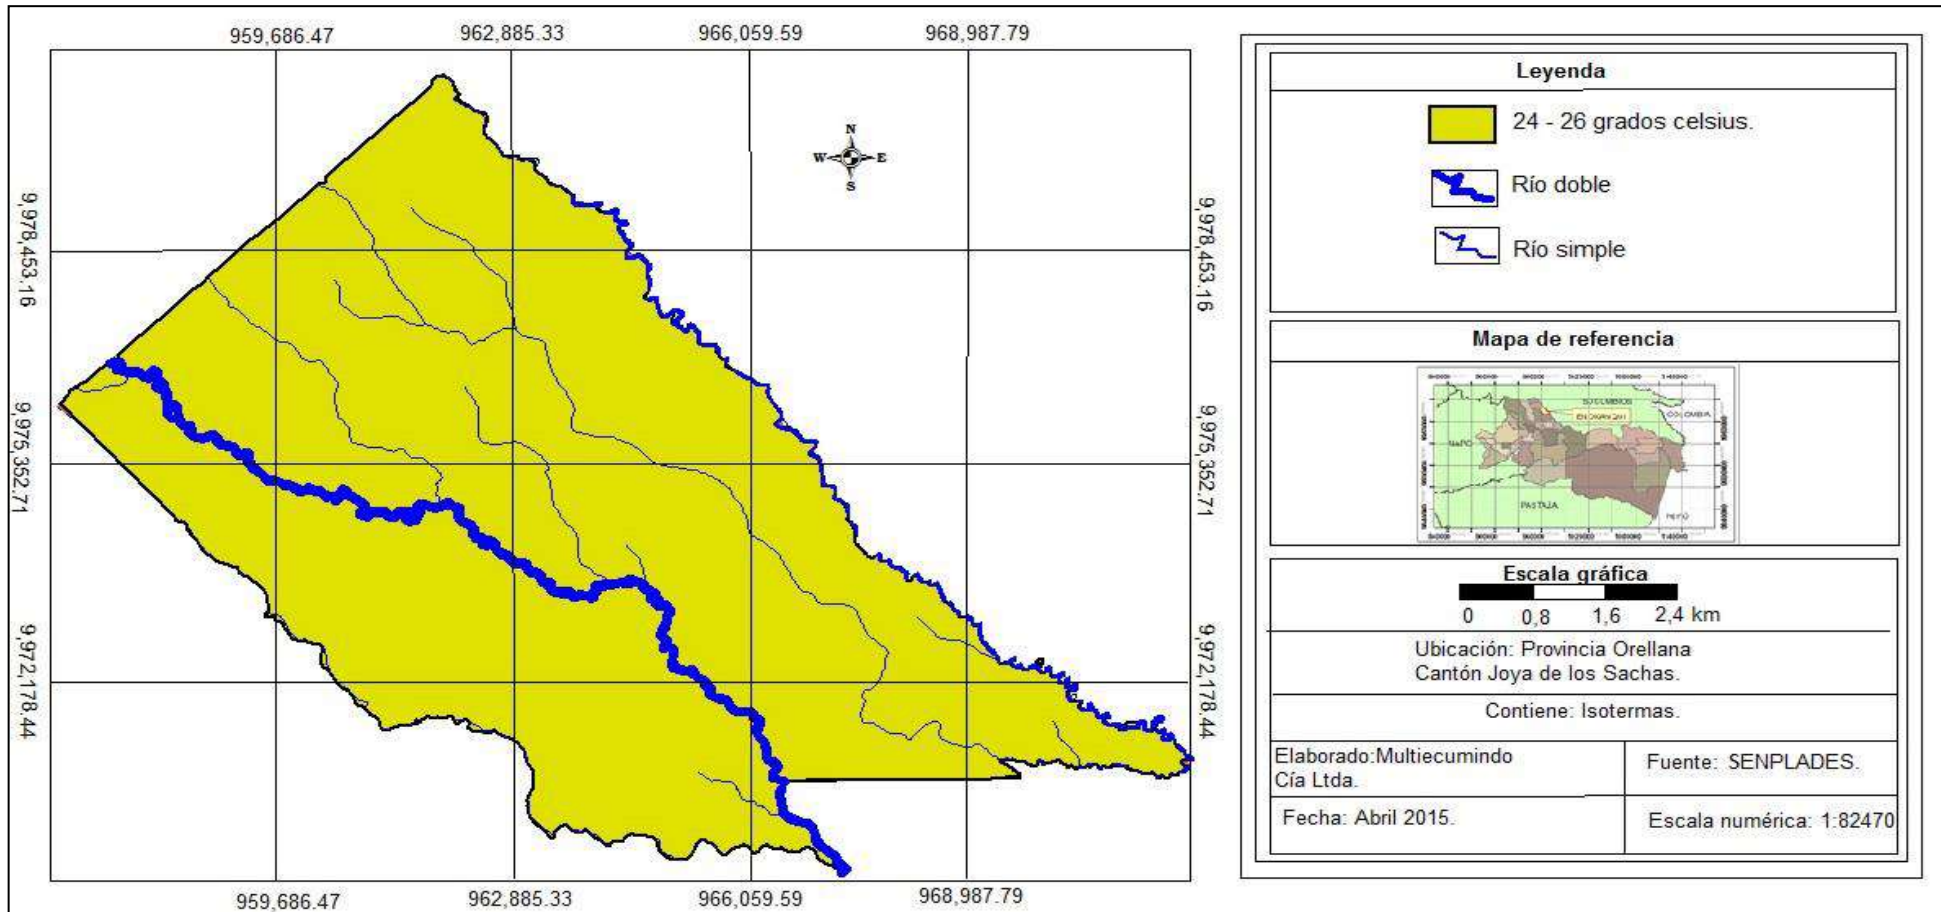 959,686.47 962,885.33 966,059.59 968,987.79
N
W E
S
9,978,453.16
9,975,352.71
9,972,178.44
9,978,453.16
9,975,352.71
9,972,178.44
959,686.47 962,885.33 966,059.59 968,987.79
Leyenda
24 - 26 grados celsius.
Río doble
Río simple
Mapa de referencia
SUCUMBIOS
COLOMBIA
NAPO
PASTAZA
PERÚ
Escala gráfica
0 0,8 1,6 2,4 km
Ubicación: Provincia Orellana
Cantón Joya de los Sachas.
Contiene: Isotermas.
Elaborado:Multiecumindo
Cía Ltda.
Fuente: SENPLADES.
Fecha: Abril 2015.
Escala numérica: 1:82470